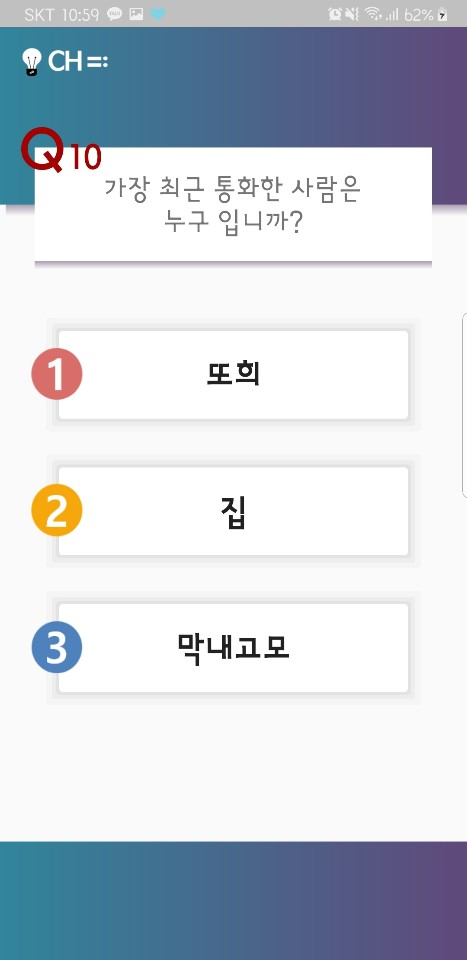 SKT 10:59 62%
CH
Q10
가장 최근 통화한 사람은
누구 입니까?
1 또희
2 집
3 막내고모